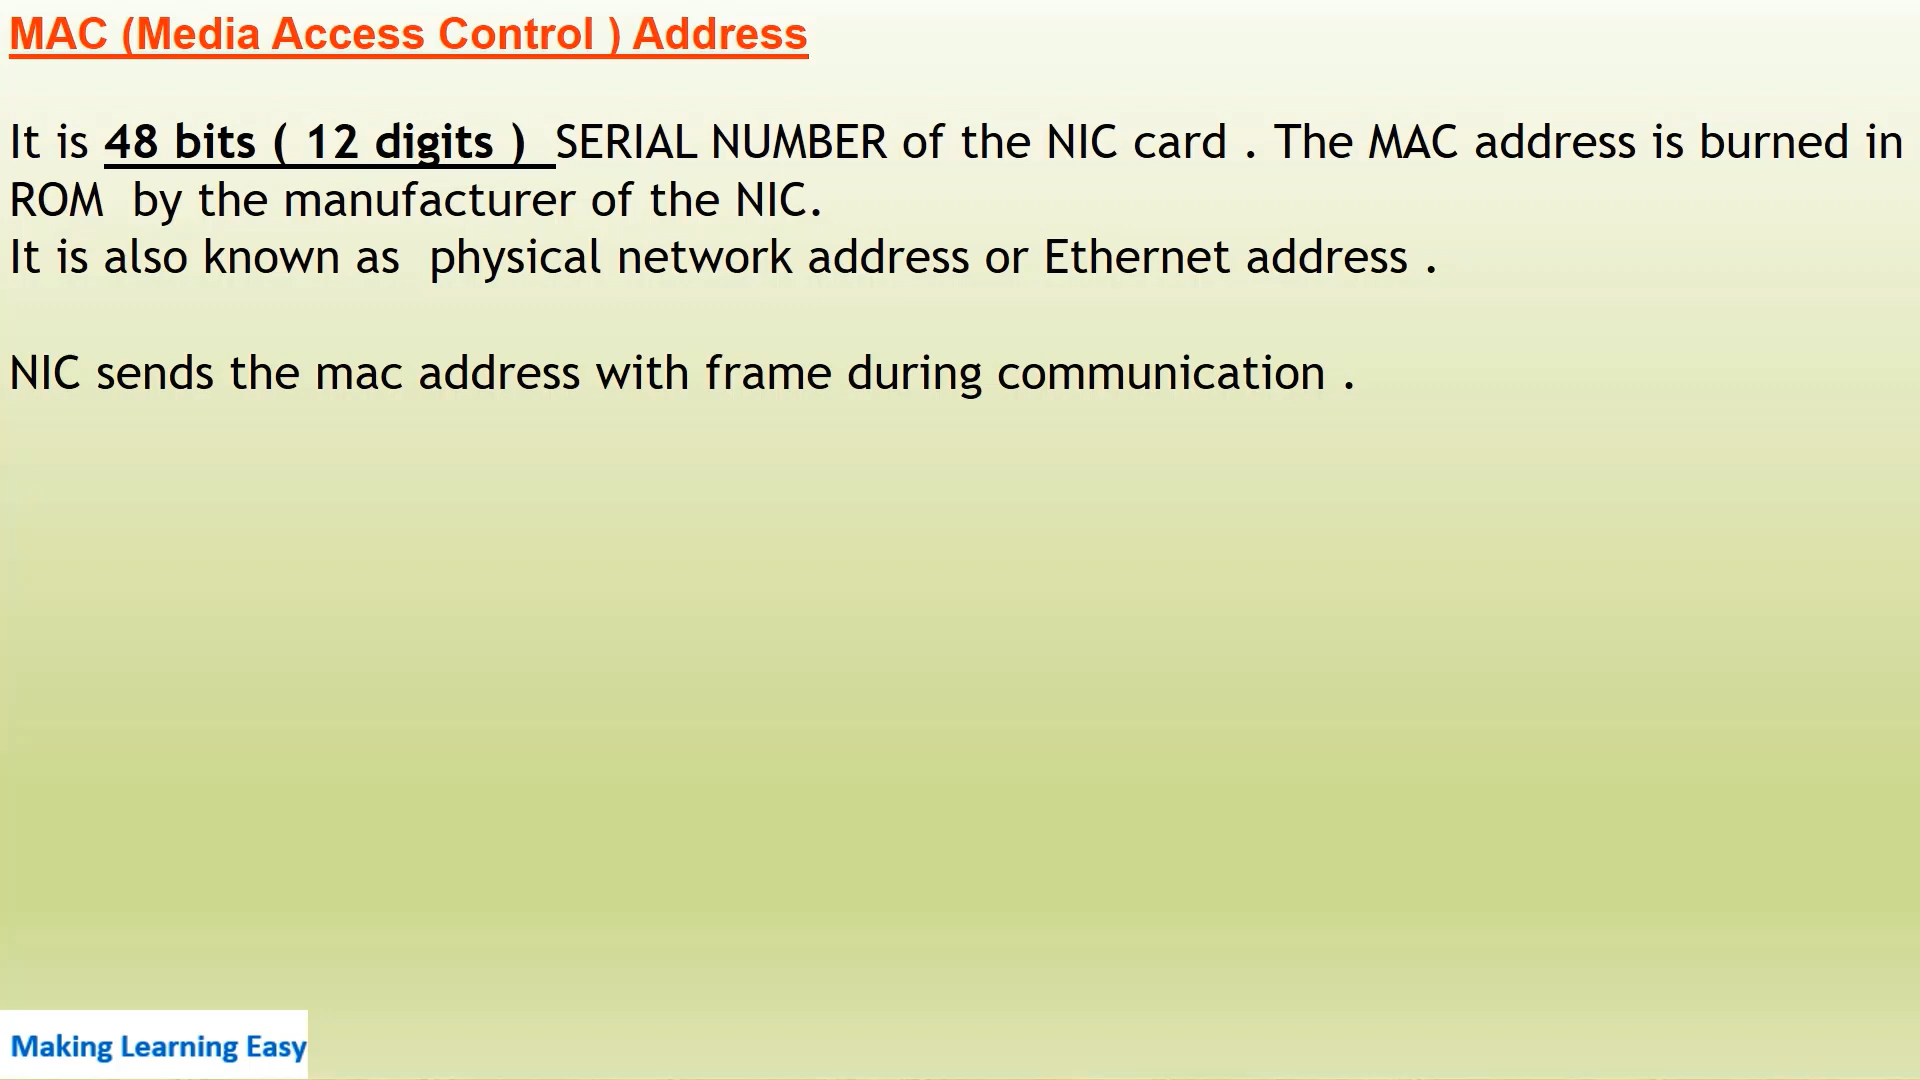 MAC (Media Access Control ) Address
It is 48 bits ( 12 digits ) SERIAL NUMBER of the NIC card . The MAC address is burned in
ROM  by the manufacturer of the NIC.
It is also known as  physical network address or Ethernet address .
NIC sends the mac address with frame during communication .
Making Learning Easy